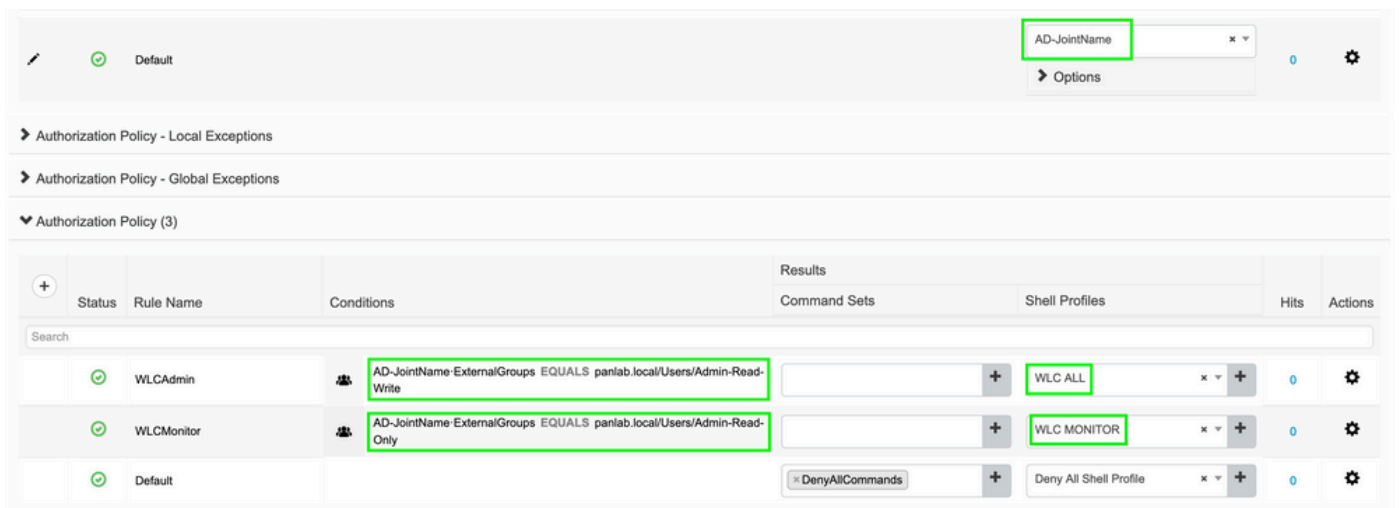 AD-JointName
Default
0
Options
Authorization Policy - Local Exceptions
Authorization Policy - Global Exceptions
Authorization Policy (3)
Results
Status Rule Name Conditions Command Sets Shell Profiles Hits Actions
Search
WLCAdmin AD-JointName·ExternalGroups EQUALS panlab.local/Users/Admin-Read-
Write
WLC ALL 0
WLCMonitor AD-JointName·ExternalGroups EQUALS panlab.local/Users/Admin-Read-
Only
WLC MONITOR 0
Default DenyAllCommands Deny All Shell Profile 0